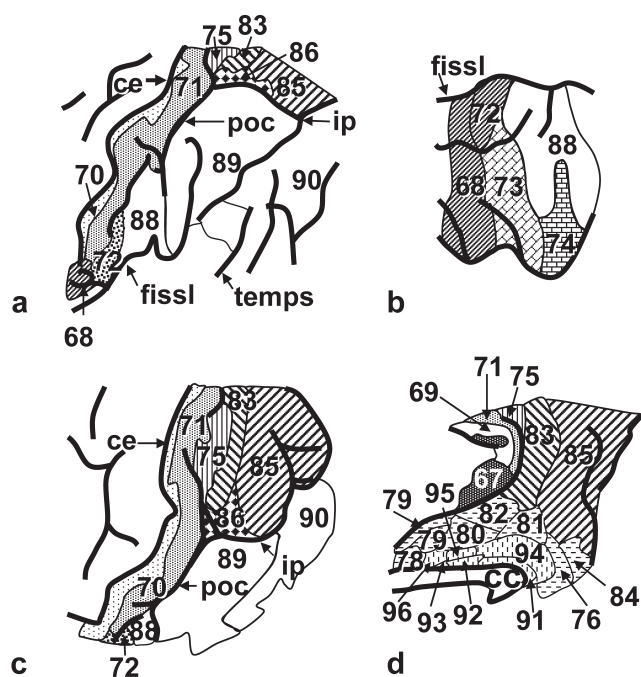 75 83
86
ce 71 85
poc ip
89
70 90
88
72
fissl temps
a
68
fissl
72
88
68 73
74
b
71
83
ce 75 85
86 90
89 ip
70 poc
88
c
72
71 75
69
83
85
67
95
79 82
79 80 81
78 94
CC 84
96 93 92 91 76
d